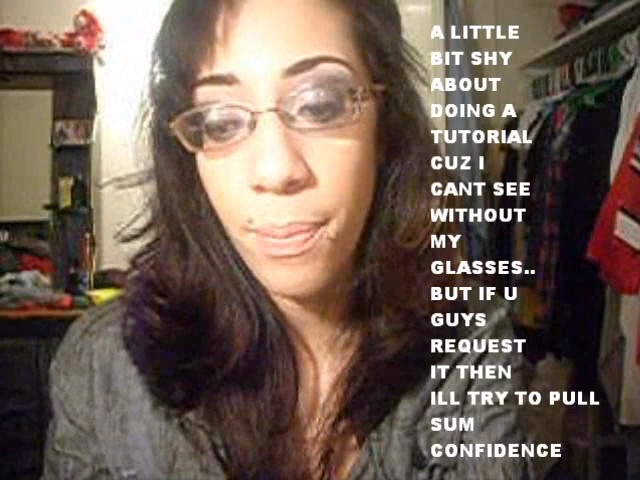 A LITTLE
BIT SHY
ABOUT
DOING A
TUTORIAL
CUZ I
CANT SEE
WITHOUT
MY
GLASSES..
BUT IF U
GUYS
REQUEST
IT THEN
ILL TRY TO PULL
SUM
CONFIDENCE